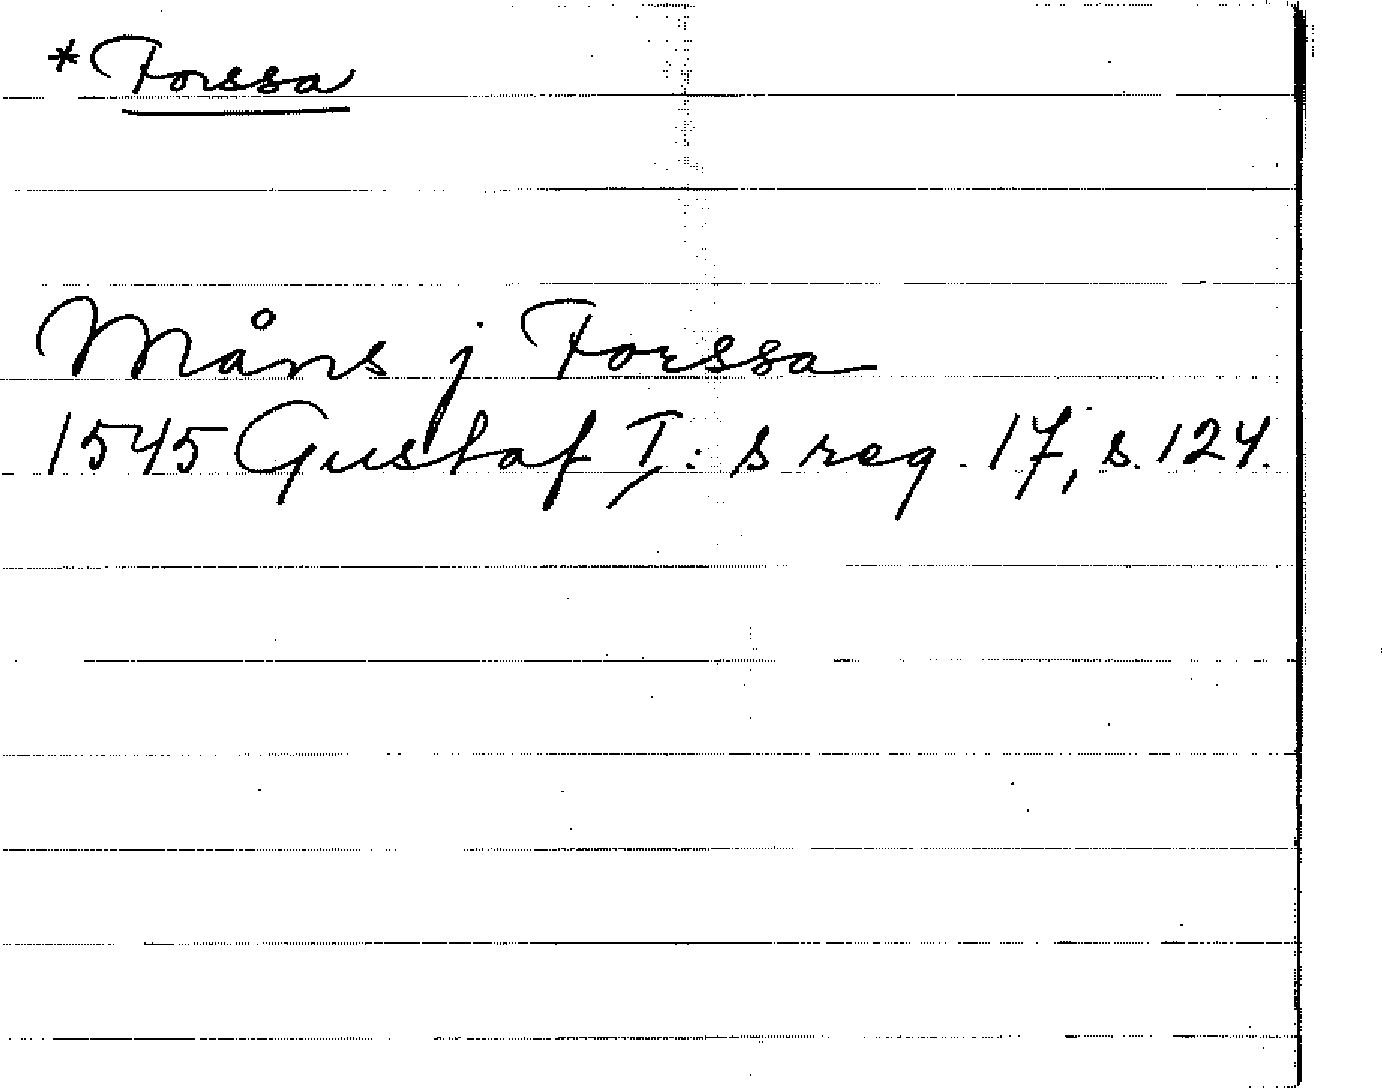 *Forssa
Måns j Forssa
1545 Gustaf I:s reg. 17, s. 124.